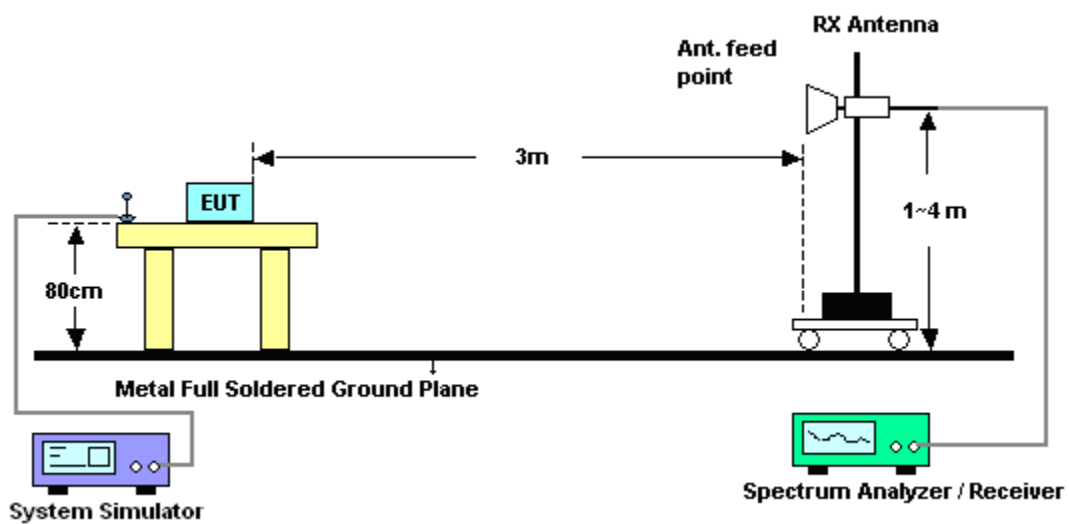 RX Antenna
Ant. feed
point
3m
EUT
1~4 m
80cm
Metal Full Soldered Ground Plane
System Simulator
Spectrum Analyzer / Receiver